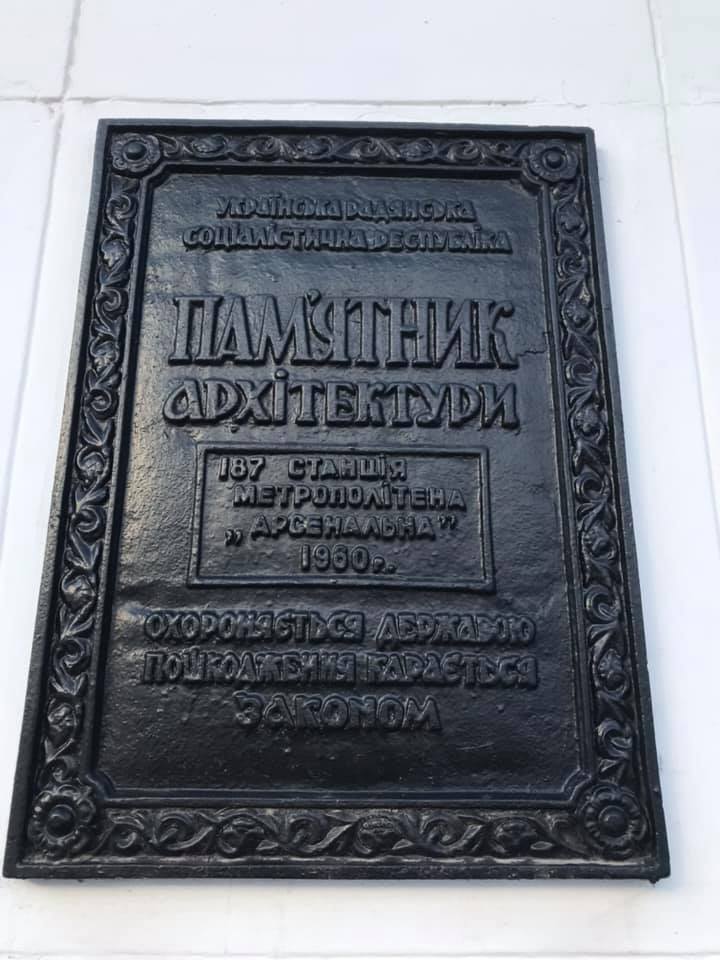 Українська Радянська
Соціалістична Республіка
ПАМ'ЯТНИК
АРХІТЕКТУРИ
187 СТАНЦІЯ
МЕТРОПОЛІТЕНА
„АРСЕНАЛЬНА”
1960р.
ОХОРОНЯЄТЬСЯ ДЕРЖАВОЮ
ПОШКОДЖЕННЯ КАРАЄТЬСЯ
ЗАКОНОМ